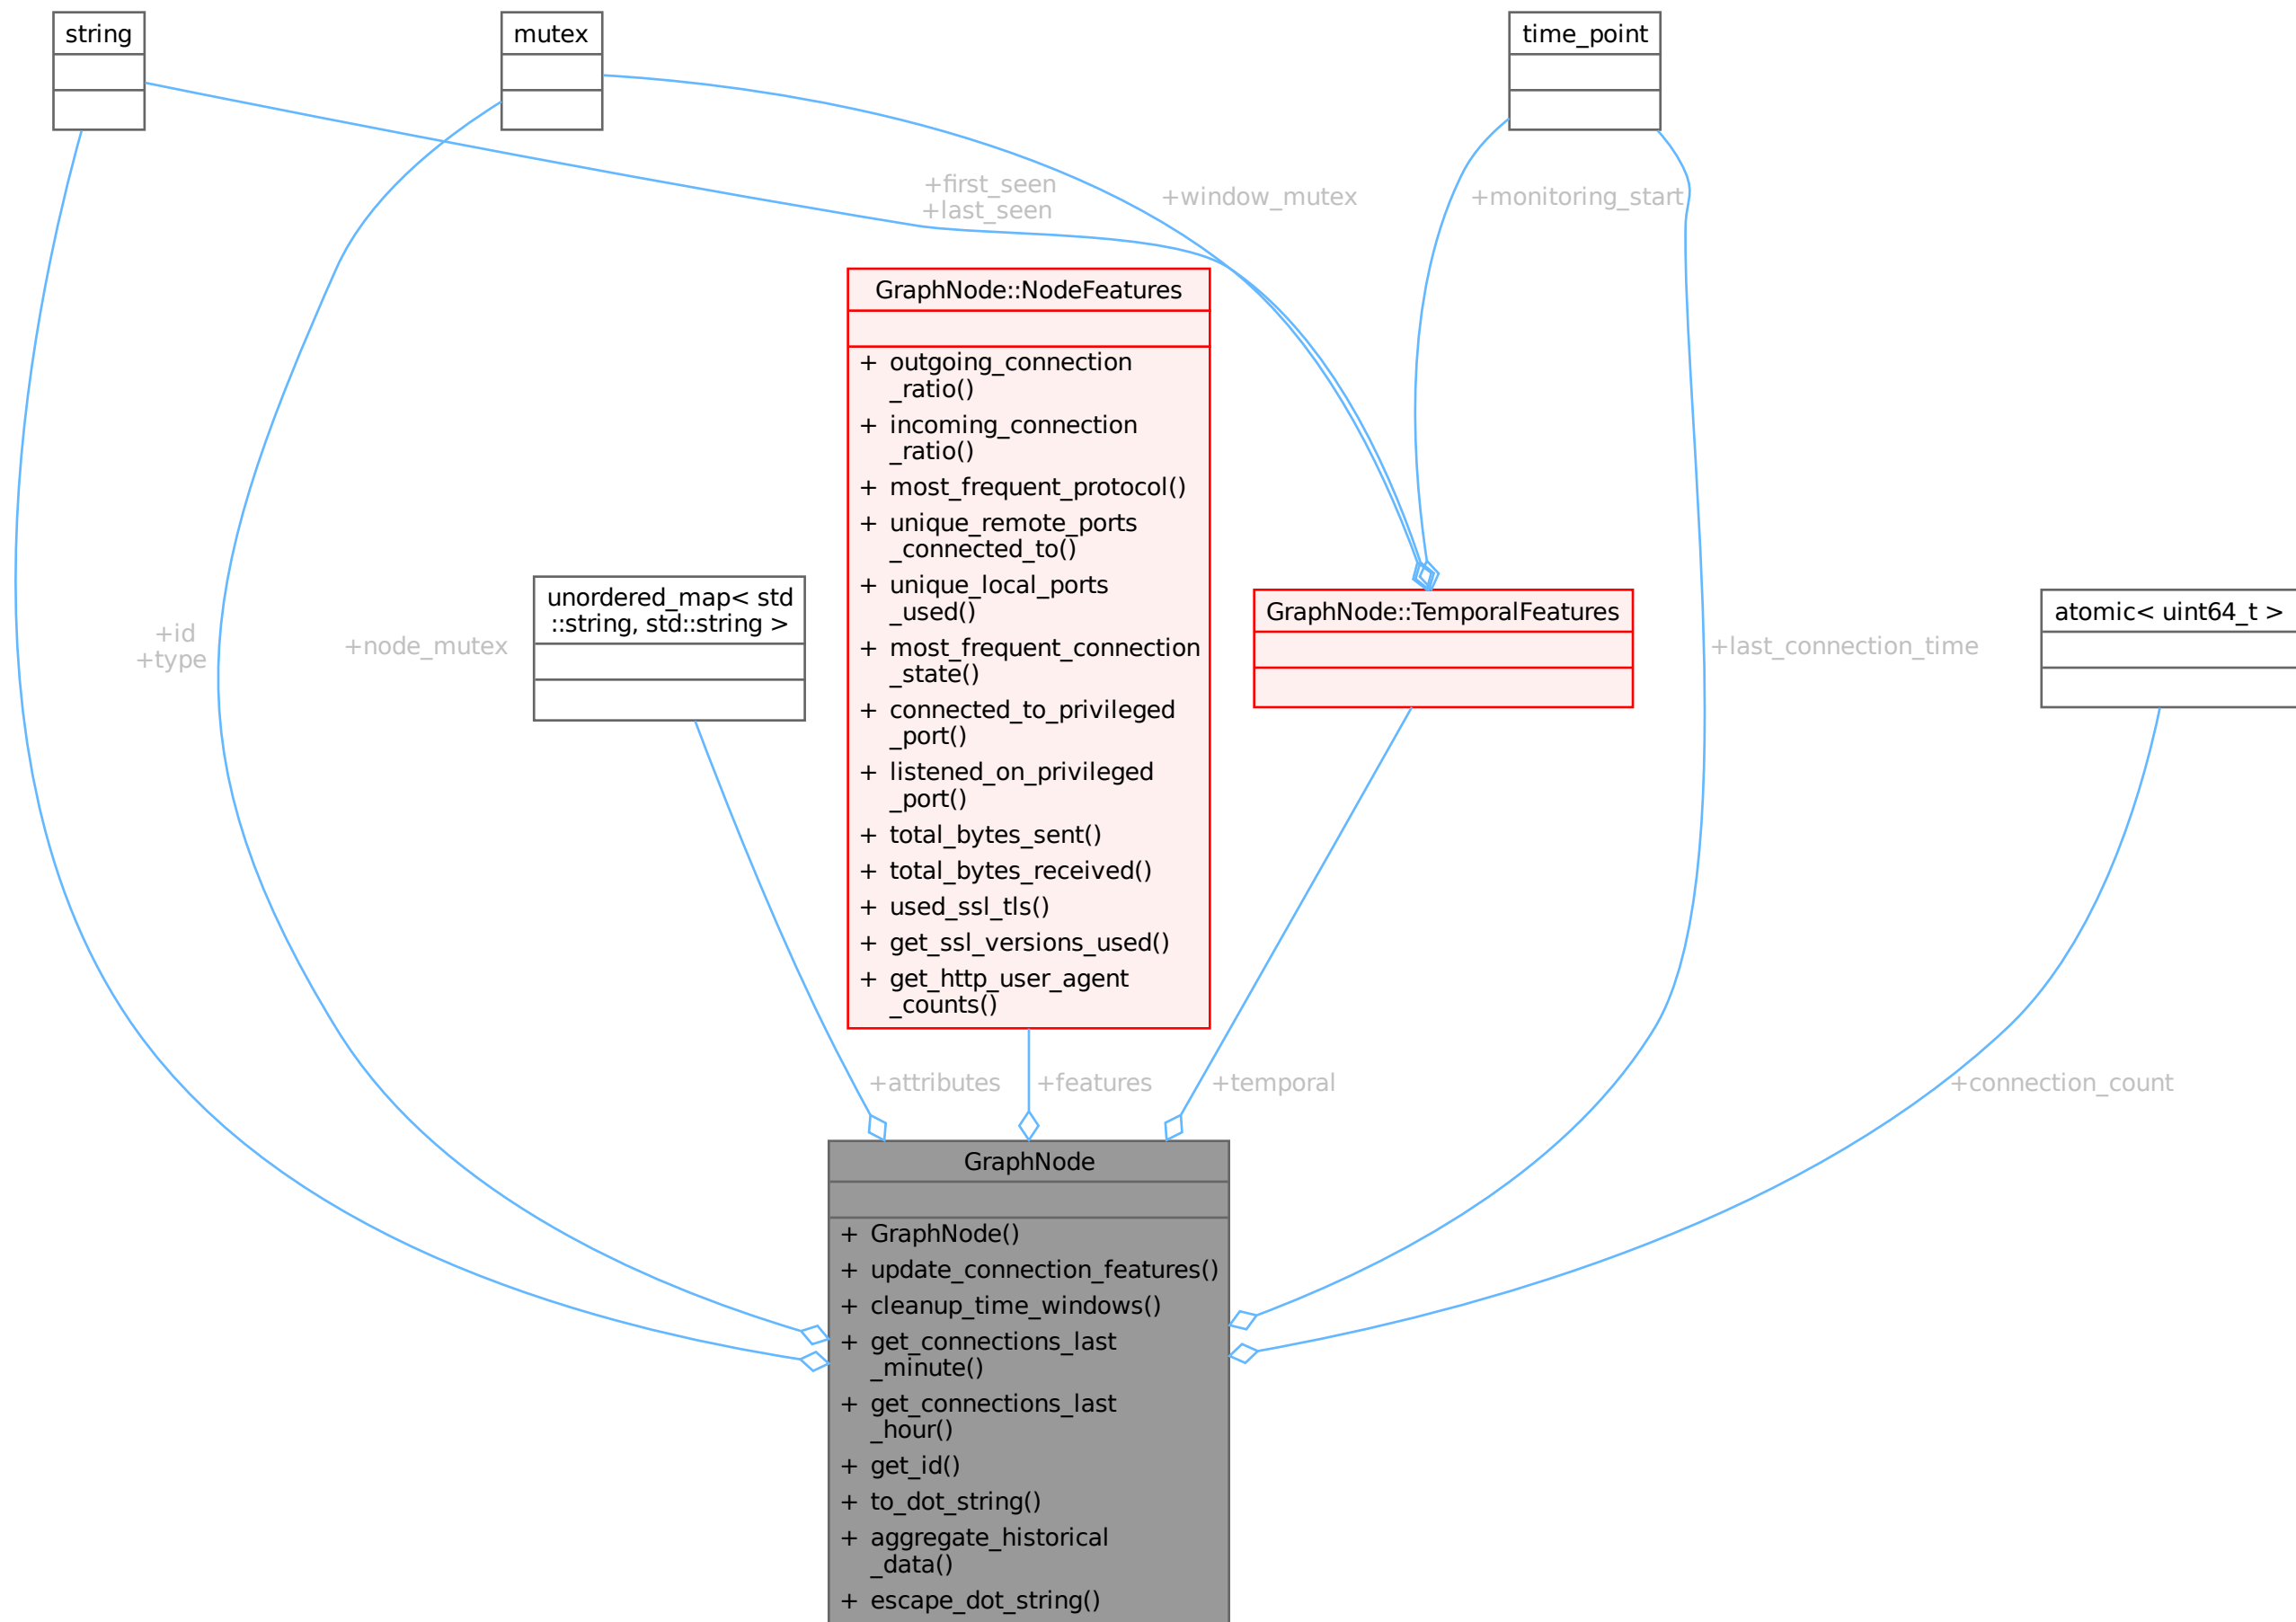 string
mutex
time_point
+first_seen
+last_seen
+window_mutex
+monitoring_start
GraphNode::NodeFeatures
+ outgoing_connection
_ratio()
+ incoming_connection
_ratio()
+ most_frequent_protocol()
+ unique_remote_ports
_connected_to()
+ unique_local_ports
_used()
+ most_frequent_connection
_state()
+ connected_to_privileged
_port()
+ listened_on_privileged
_port()
+ total_bytes_sent()
+ total_bytes_received()
+ used_ssl_tls()
+ get_ssl_versions_used()
+ get_http_user_agent
_counts()
+id
+type
+node_mutex
unordered_map< std
::string, std::string >
GraphNode::TemporalFeatures
+last_connection_time
atomic< uint64_t >
+attributes
+features
+temporal
+connection_count
GraphNode
+ GraphNode()
+ update_connection_features()
+ cleanup_time_windows()
+ get_connections_last
_minute()
+ get_connections_last
_hour()
+ get_id()
+ to_dot_string()
+ aggregate_historical
_data()
+ escape_dot_string()